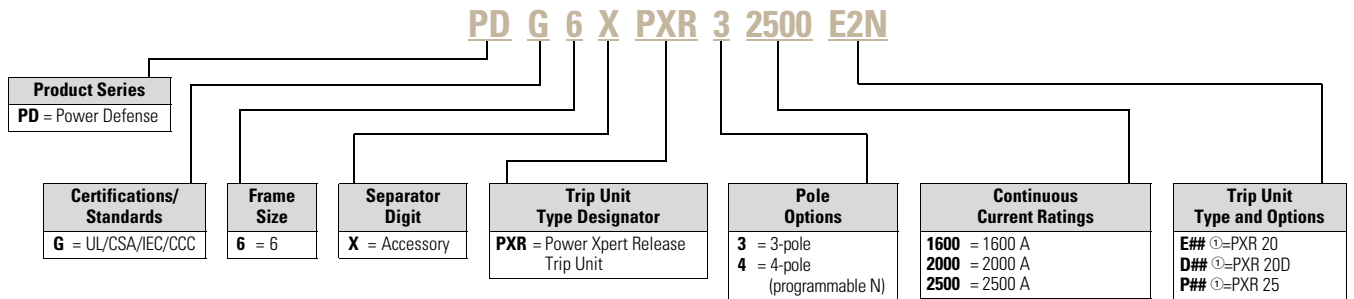 PD G 6 X PXR 3 2500 E2N
Product Series
PD = Power Defense
Certifications/
Standards
G = UL/CSA/IEC/CCC
Frame
Size
6 = 6
Separator
Digit
X = Accessory
Trip Unit
Type Designator
PXR = Power Xpert Release
Trip Unit
Pole
Options
3 = 3-pole
4 = 4-pole
(programmable N)
Continuous
Current Ratings
1600 = 1600 A
2000 = 2000 A
2500 = 2500 A
Trip Unit
Type and Options
E## ①=PXR 20
D## ①=PXR 20D
P## ①=PXR 25